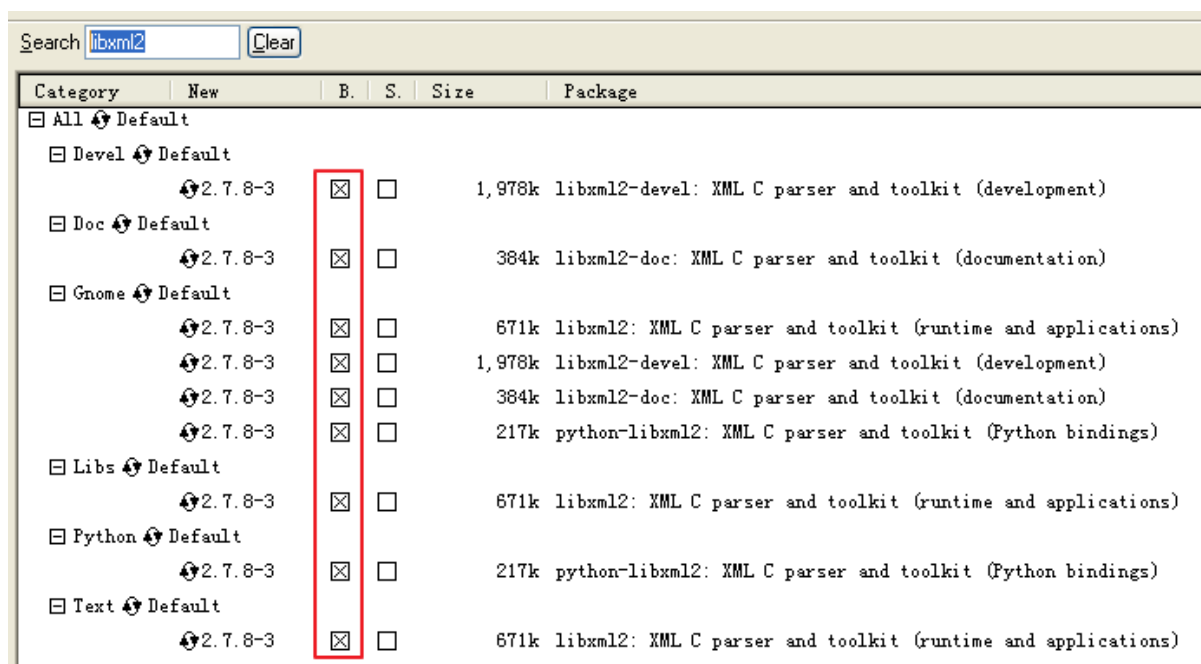 Search libxml2 Clear
Category New B. S. Size Package
All Default
Devel Default
2.7.8-3 1,978k libxml2-devel: XML C parser and toolkit (development)
Doc Default
2.7.8-3 384k libxml2-doc: XML C parser and toolkit (documentation)
Gnome Default
2.7.8-3 671k libxml2: XML C parser and toolkit (runtime and applications)
2.7.8-3 1,978k libxml2-devel: XML C parser and toolkit (development)
2.7.8-3 384k libxml2-doc: XML C parser and toolkit (documentation)
2.7.8-3 217k python-libxml2: XML C parser and toolkit (Python bindings)
Libs Default
2.7.8-3 671k libxml2: XML C parser and toolkit (runtime and applications)
Python Default
2.7.8-3 217k python-libxml2: XML C parser and toolkit (Python bindings)
Text Default
2.7.8-3 671k libxml2: XML C parser and toolkit (runtime and applications)